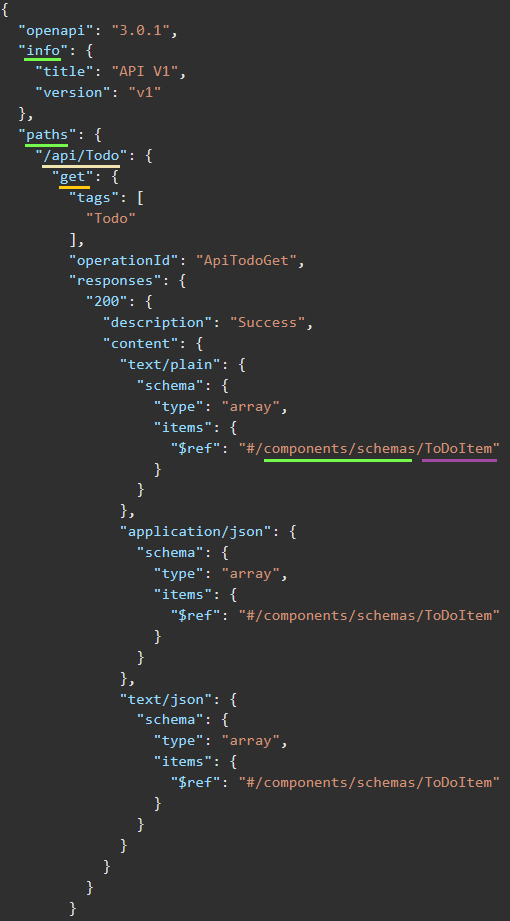 {
  "openapi": "3.0.1",
  "info": {
    "title": "API V1",
    "version": "v1"
  },
  "paths": {
    "/api/Todo": {
      "get": {
        "tags": [
          "Todo"
        ],
        "operationId": "ApiTodoGet",
        "responses": {
          "200": {
            "description": "Success",
            "content": {
              "text/plain": {
                "schema": {
                  "type": "array",
                  "items": {
                    "$ref": "#/components/schemas/ToDoItem"
                  }
                }
              },
              "application/json": {
                "schema": {
                  "type": "array",
                  "items": {
                    "$ref": "#/components/schemas/ToDoItem"
                  }
                }
              },
              "text/json": {
                "schema": {
                  "type": "array",
                  "items": {
                    "$ref": "#/components/schemas/ToDoItem"
                  }
                }
              }
            }
          }
        }